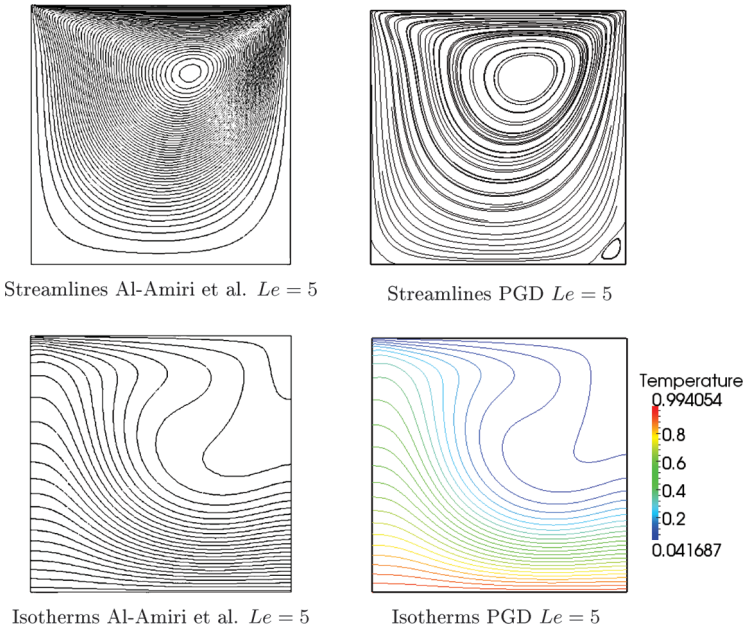 Streamlines Al-Amiri et al. Le = 5
Streamlines PGD Le = 5
Temperature
0.994054
0.8
0.6
0.4
0.2
0.041687
Isotherms Al-Amiri et al. Le = 5
Isotherms PGD Le = 5